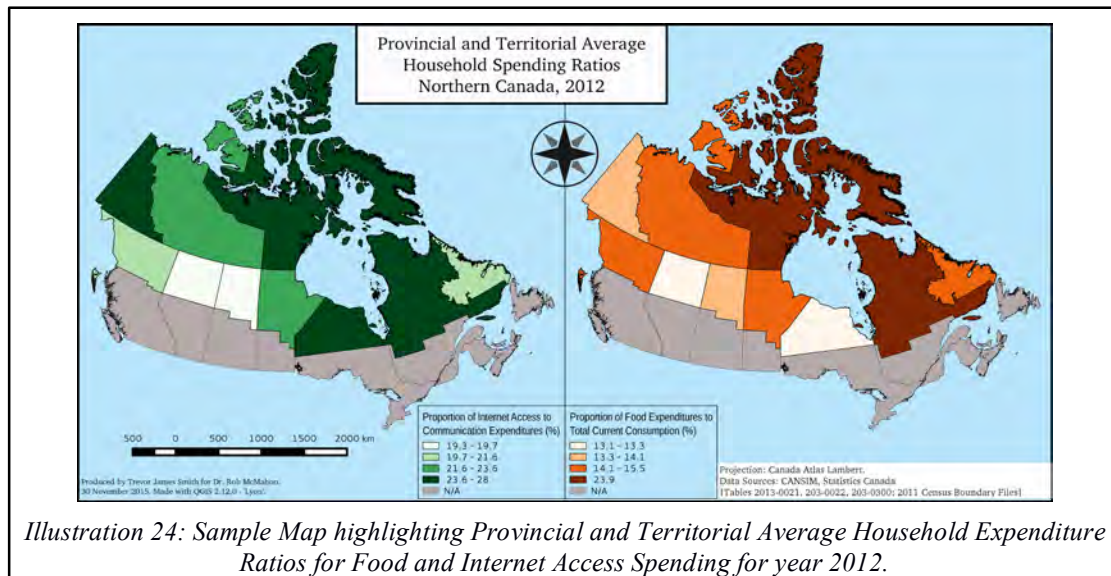 Provincial and Territorial Average
Household Spending Ratios
Northern Canada, 2012
Proportion of Internet Access to
Communication Expenditures (%)
19.3 - 19.7
19.7 - 21.6
21.6 - 23.6
23.6 - 28
N/A
Proportion of Food Expenditures to
Total Current Consumption (%)
13.1 - 13.3
13.3 - 14.1
14.1 - 15.5
23.9
N/A
500 0 500 1000 1500 2000 km
Produced by Trevor James Smith for Dr. Rob McMahon.
30 November 2015. Made with QGIS 2.12.0 - 'Lyon'.
Projection: Canada Atlas Lambert.
Data Sources: CANSIM, Statistics Canada
[Tables 2013-0021, 203-0022, 203-0300; 2011 Census Boundary Files]
Illustration 24: Sample Map highlighting Provincial and Territorial Average Household Expenditure
Ratios for Food and Internet Access Spending for year 2012.